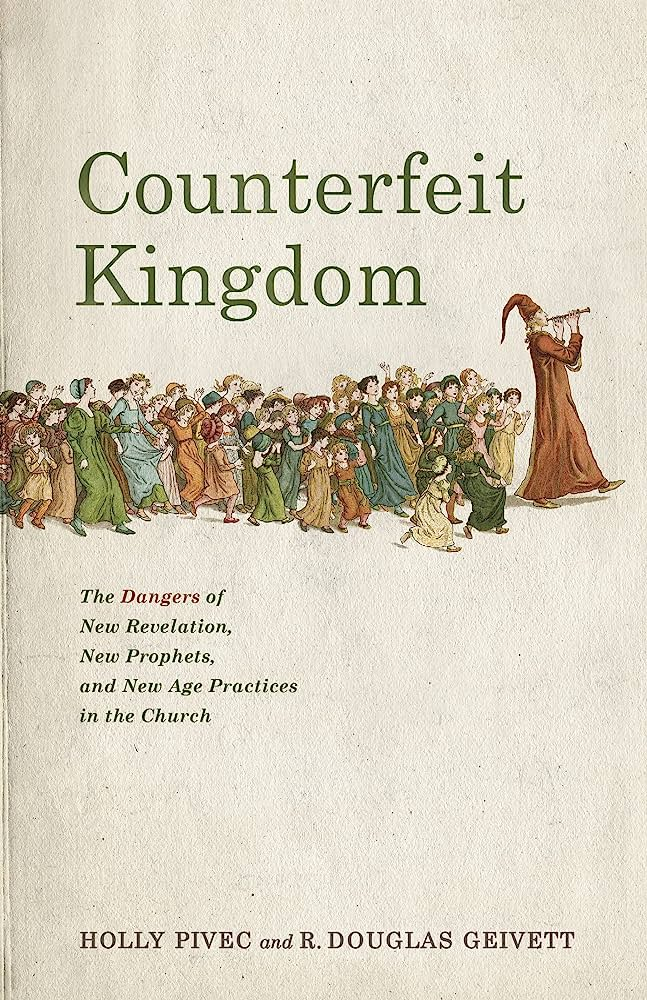 Counterfeit
Kingdom
The Dangers of
New Revelation,
New Prophets,
and New Age Practices
in the Church
HOLLY PIVEC and R. DOUGLAS GEIVETT